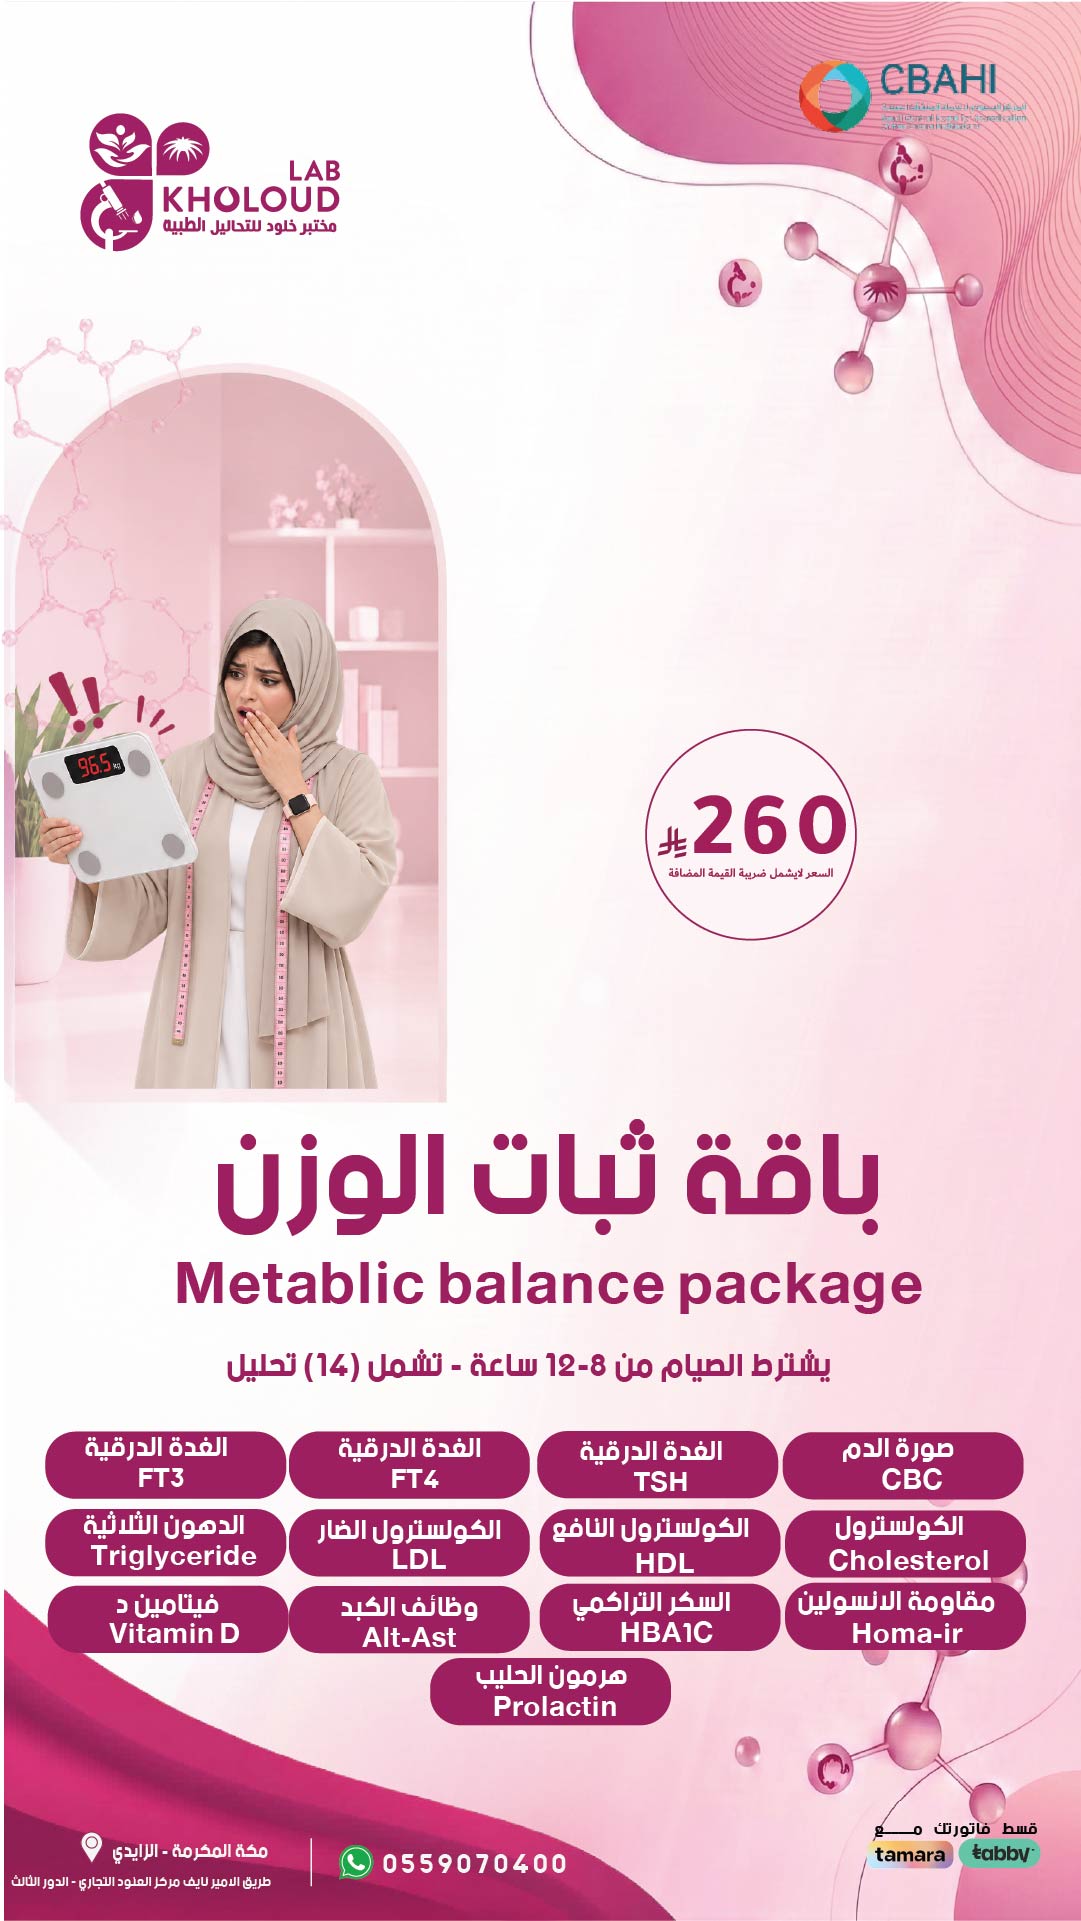 CBAHI
LAB
KHOLOUD
مختبر خلود للتحاليل الطبية
!!
96.5 kg
260
السعر لايشمل ضريبة القيمة المضافة
باقة ثبات الوزن
Metablic balance package
يشترط الصيام من 8-12 ساعة - تشمل (14) تحليل
صورة الدم
CBC
الغدة الدرقية
TSH
الغدة الدرقية
FT4
الغدة الدرقية
FT3
الكولسترول
Cholesterol
الكولسترول النافع
HDL
الكولسترول الضار
LDL
الدهون الثلاثية
Triglyceride
مقاومة الانسولين
Homa-ir
السكر التراكمي
HBA1C
وظائف الكبد
Alt-Ast
فيتامين د
Vitamin D
هرمون الحليب
Prolactin
قسط فاتورتك مـــــع
tamara tabby
0559070400
مكة المكرمة - الزايدي
طريق الامير نايف مركز العنود التجاري - الدور الثالث